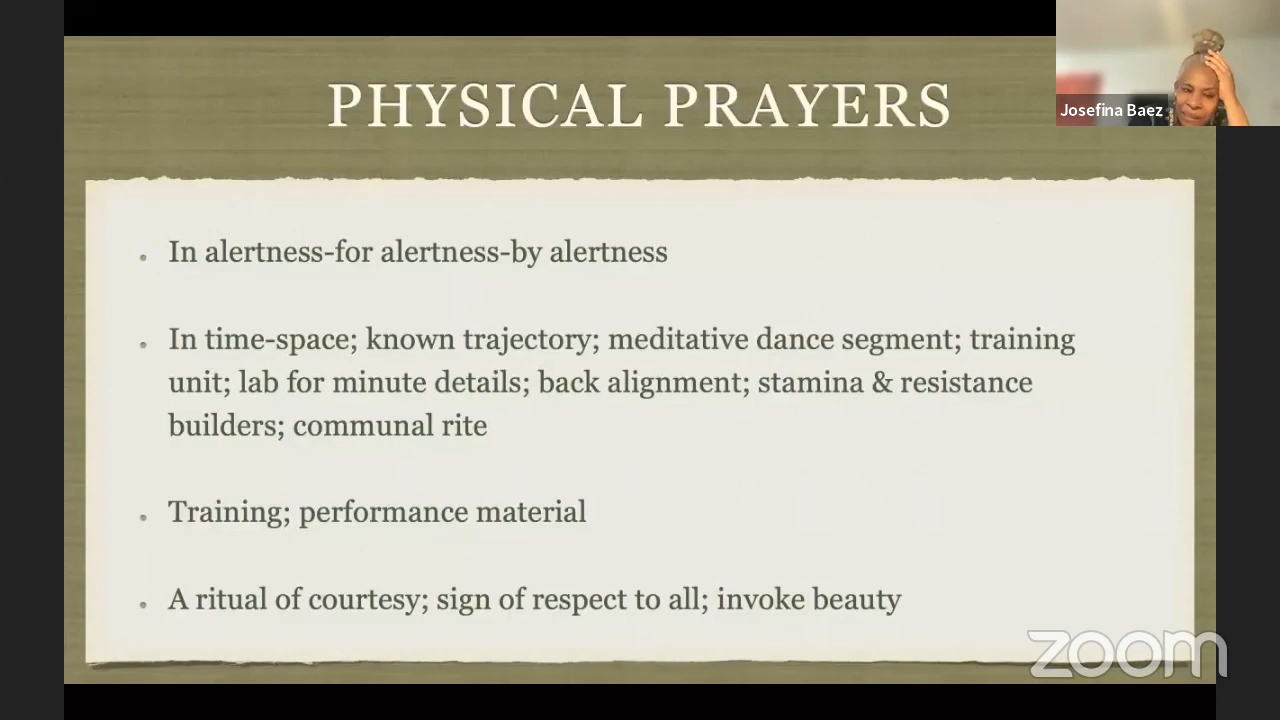 PHYSICAL PRAYERS
Josefina Baez
In alertness-for alertness-by alertness
In time-space; known trajectory; meditative dance segment; training
unit; lab for minute details; back alignment; stamina & resistance
builders; communal rite
Training; performance material
A ritual of courtesy; sign of respect to all; invoke beauty
zoom